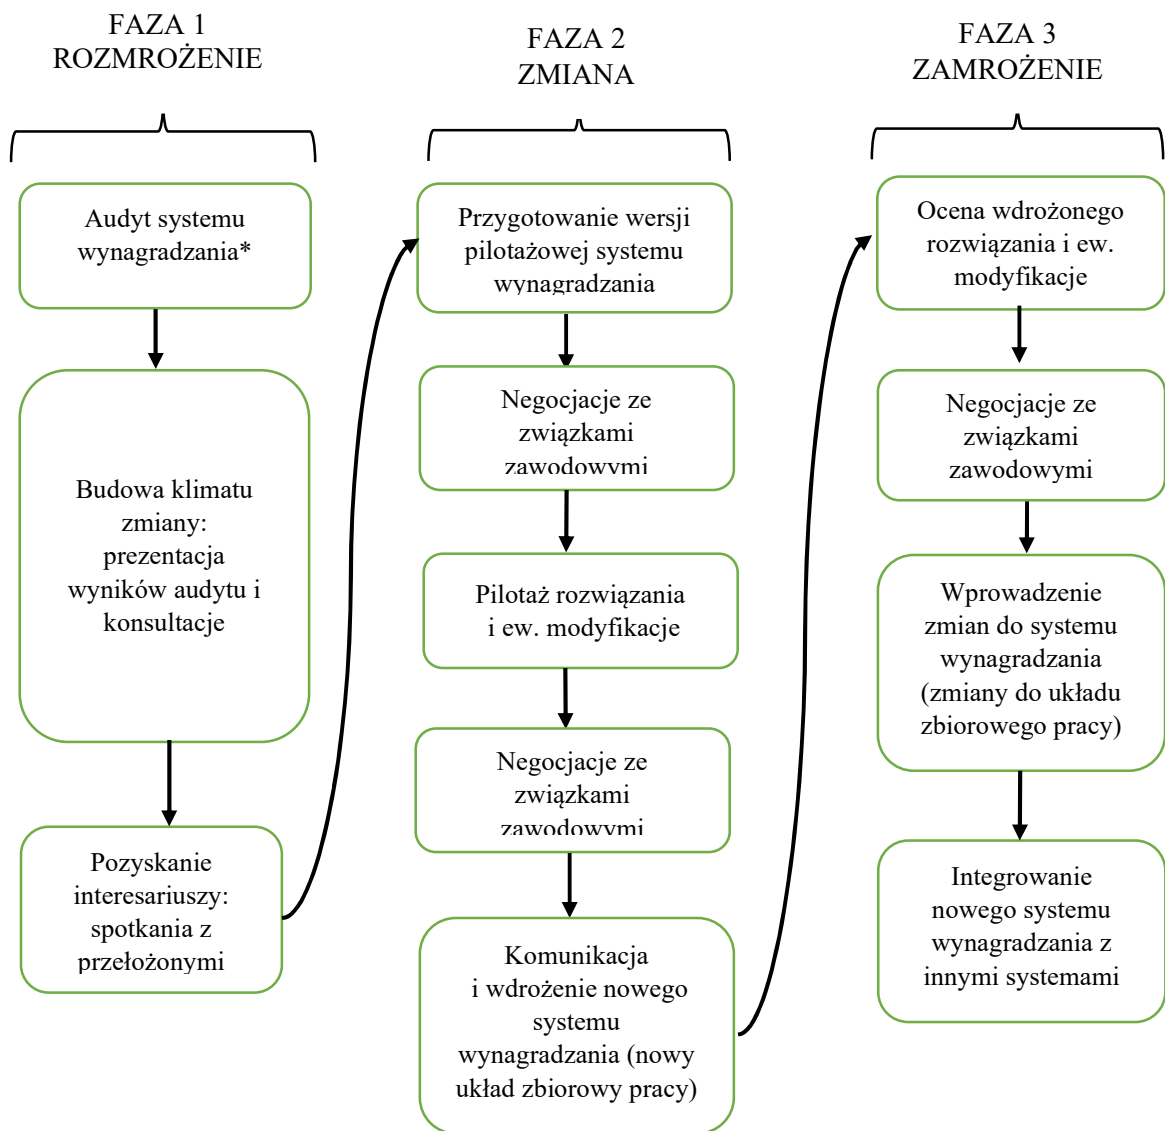 FAZA 1
ROZMROŻENIE
Audyt systemu
wynagradzania*
Budowa klimatu
zmiany:
prezentacja
wyników audytu i
konsultacje
Pozyskanie
interesariuszy:
spotkania z
przełożonymi
FAZA 2
ZMIANA
Przygotowanie wersji
pilotażowej systemu
wynagradzania
Negocjacje ze
związkami
zawodowymi
Pilotaż rozwiązania
i ew. modyfikacje
Negocjacje ze
związkami
zawodowymi
Komunikacja
i wdrożenie nowego
systemu
wynagradzania (nowy
układ zbiorowy pracy)
FAZA 3
ZAMROŻENIE
Ocena wdrożonego
rozwiązania i ew.
modyfikacje
Negocjacje ze
związkami
zawodowymi
Wprowadzenie
zmian do systemu
wynagradzania
(zmiany do układu
zbiorowego pracy)
Integrowanie
nowego systemu
wynagradzania z
innymi systemami